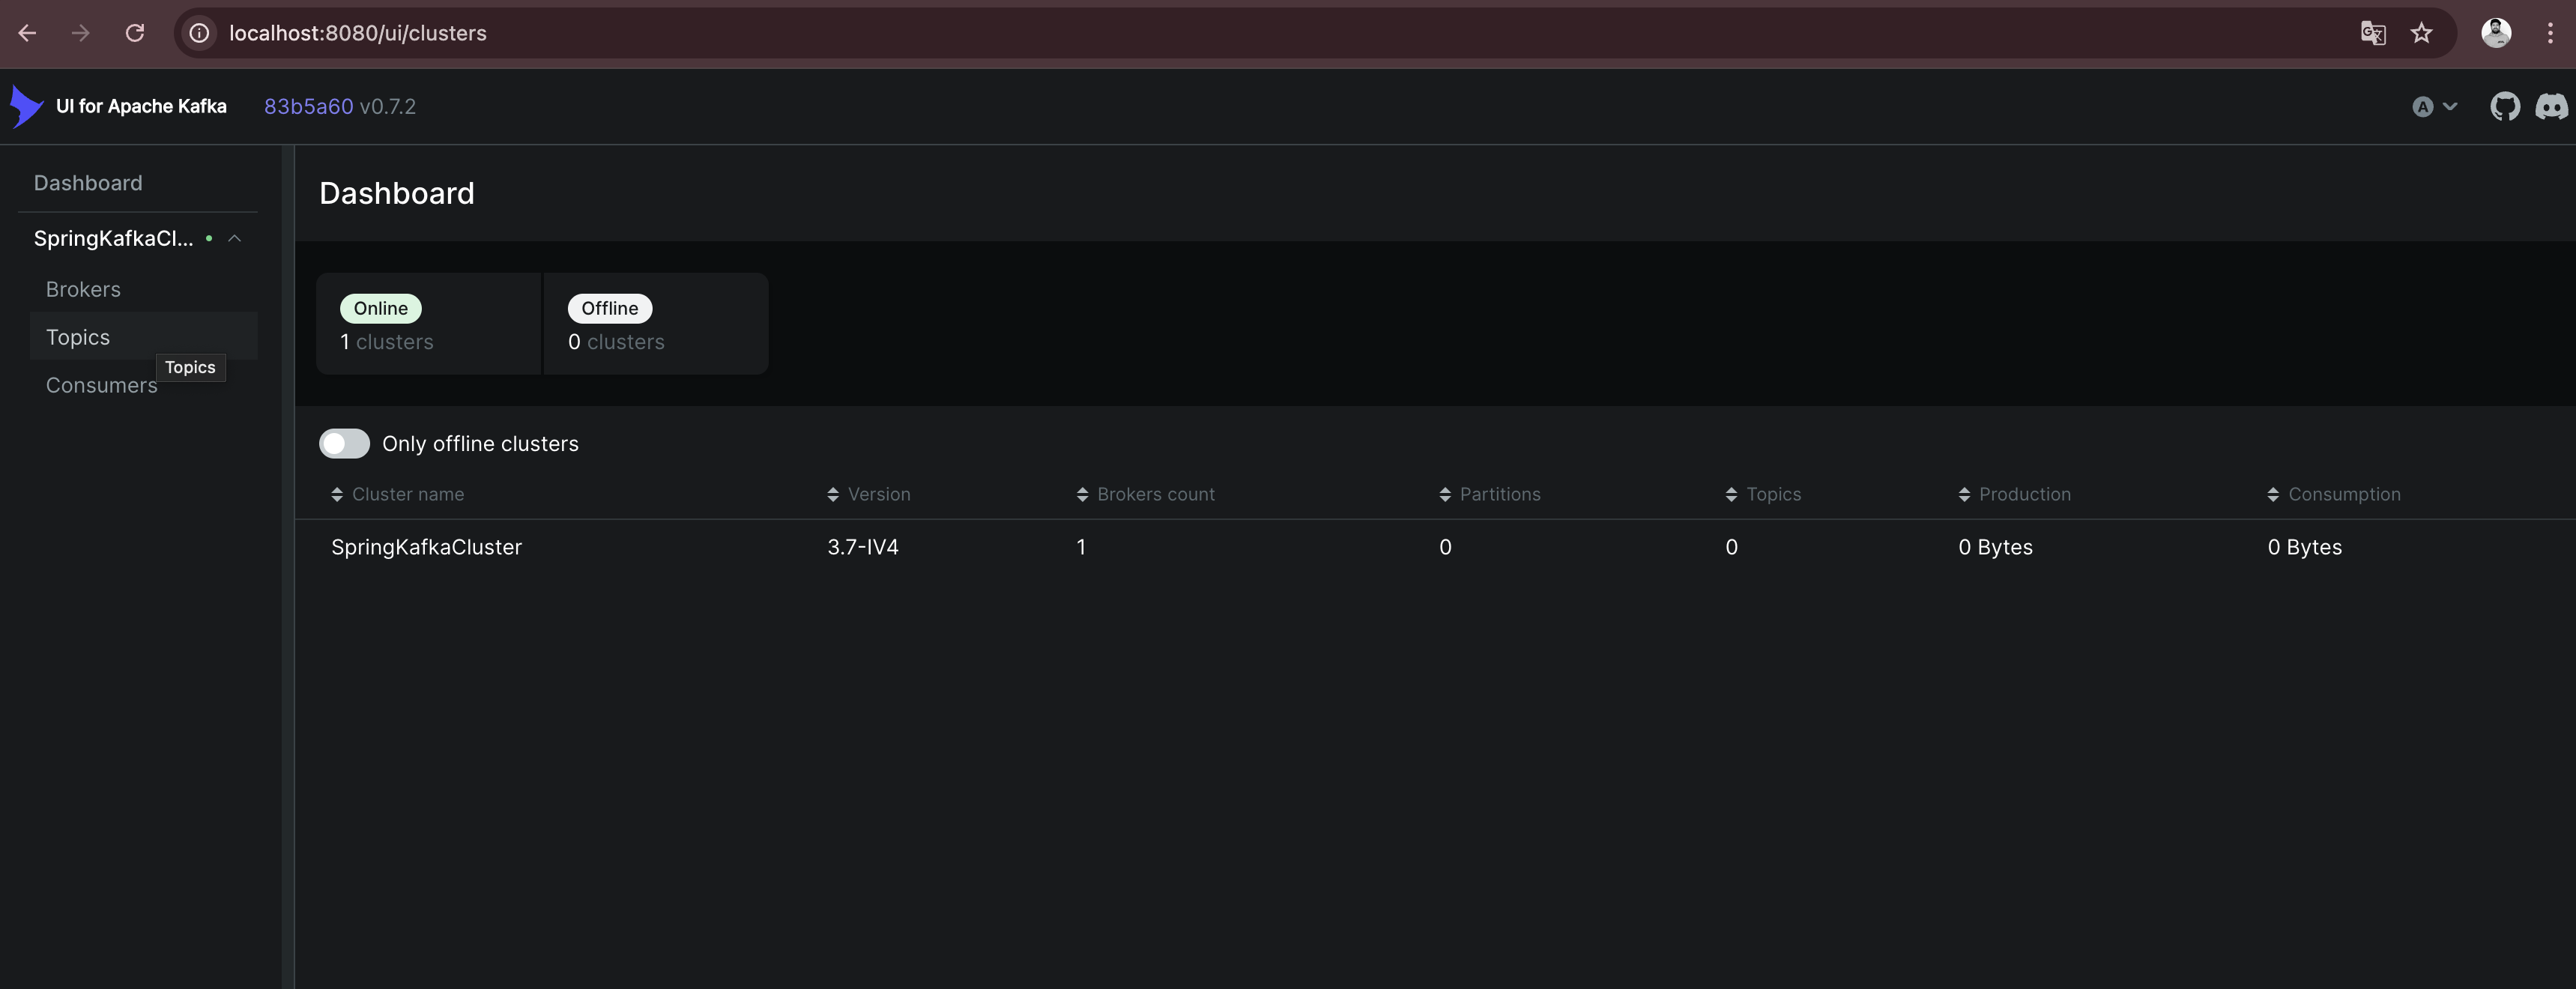 localhost:8080/ui/clusters
UI for Apache Kafka 83b5a60 v0.7.2
A
Dashboard
SpringKafkaCl...
Brokers
Topics
Topics
Consumers
Dashboard
Online
1 clusters
Offline
0 clusters
Only offline clusters
Cluster name Version Brokers count Partitions Topics Production Consumption
SpringKafkaCluster 3.7-IV4 1 0 0 0 Bytes 0 Bytes